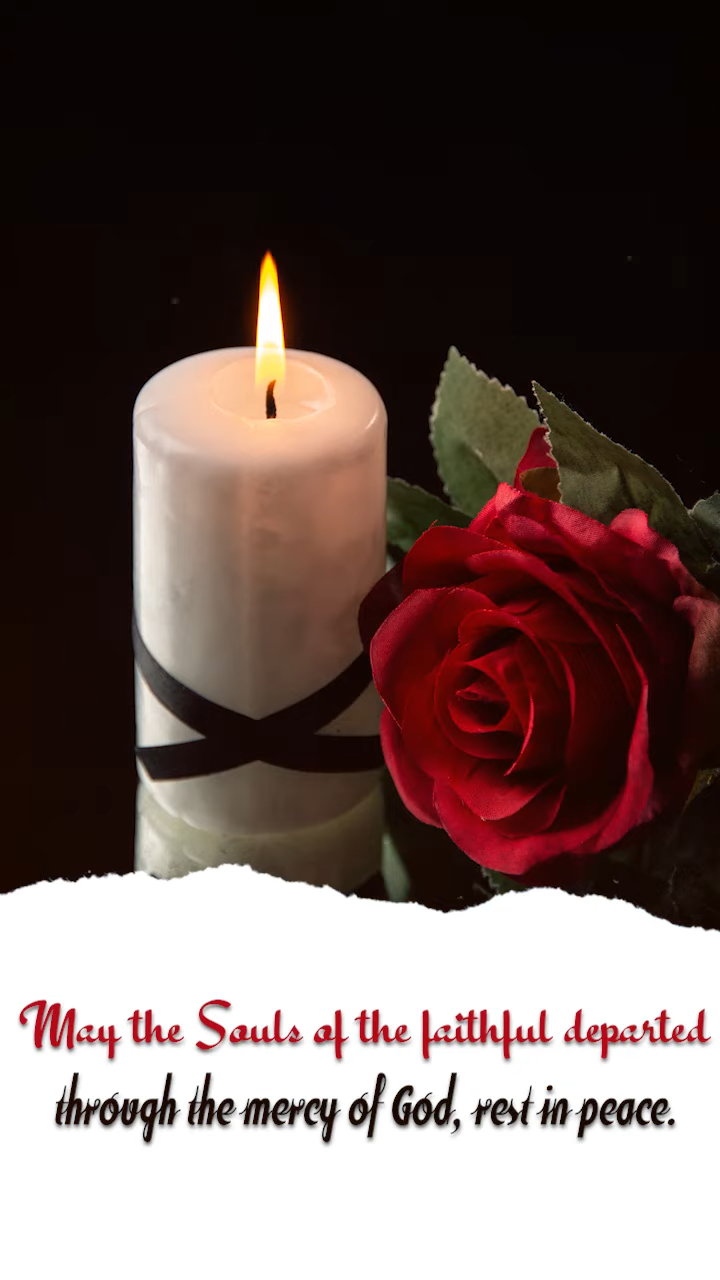 May the Souls of the faithful departed
through the mercy of God, rest in peace.